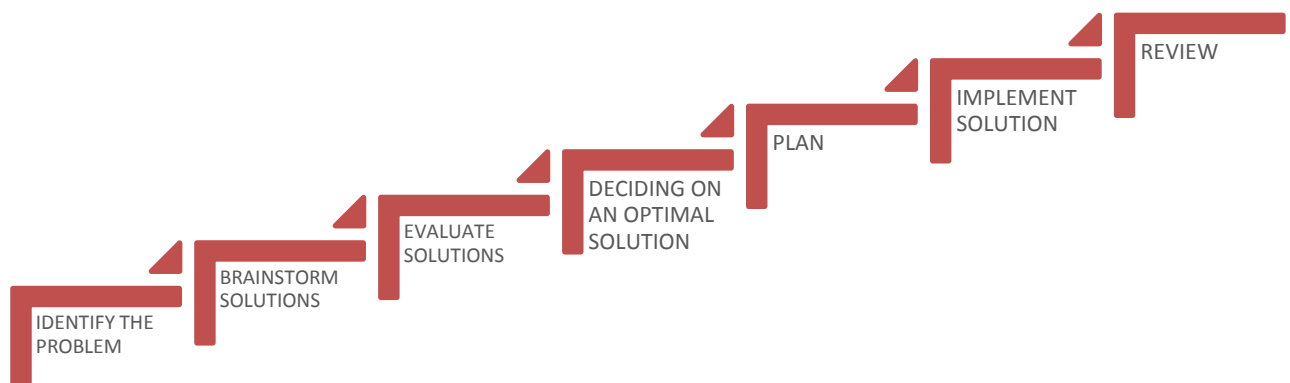 IDENTIFY THE
PROBLEM
BRAINSTORM
SOLUTIONS
EVALUATE
SOLUTIONS
DECIDING ON
AN OPTIMAL
SOLUTION
PLAN
IMPLEMENT
SOLUTION
REVIEW